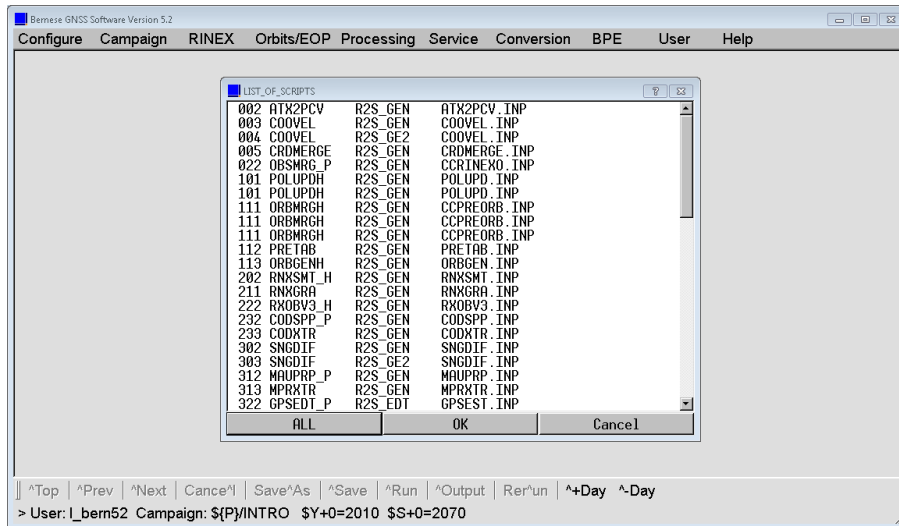 Bernese GNSS Software Version 5.2
Configure Campaign RINEX Orbits/EOP Processing Service Conversion BPE User Help
LIST_OF_SCRIPTS
002 ATX2PCV R2S_GEN ATX2PCV.INP
003 COOVEL R2S_GEN COOVEL.INP
004 COOVEL R2S_GE2 COOVEL.INP
005 CRDMERGE R2S_GEN CRDMERGE.INP
022 OBSMRG_P R2S_GEN CCRINEXO.INP
101 POLUPDH R2S_GEN POLUPD.INP
101 POLUPDH R2S_GEN POLUPD.INP
111 ORBMRGH R2S_GEN CCPREORB.INP
111 ORBMRGH R2S_GEN CCPREORB.INP
111 ORBMRGH R2S_GEN CCPREORB.INP
112 PRETAB R2S_GEN PRETAB.INP
113 ORBGENH R2S_GEN ORBGEN.INP
202 RNXSMT_H R2S_GEN RNXSMT.INP
211 RNXGRA R2S_GEN RNXGRA.INP
222 RXOBV3_H R2S_GEN RXOBV3.INP
232 CODSPP_P R2S_GEN CODSPP.INP
233 CODXTR R2S_GEN CODXTR.INP
302 SNGDIF R2S_GEN SNGDIF.INP
303 SNGDIF R2S_GE2 SNGDIF.INP
312 MAUPRP_P R2S_GEN MAUPRP.INP
313 MPRXTR R2S_GEN MPRXTR.INP
322 GPSEDT_P R2S_EDT GPSEST.INP
ALL OK Cancel
^Top ^Prev ^Next Cance^l Save^As ^Save ^Run ^Output Rer^un ^+Day ^-Day
> User: l_bern52 Campaign: ${P}/INTRO $Y+0=2010 $S+0=2070